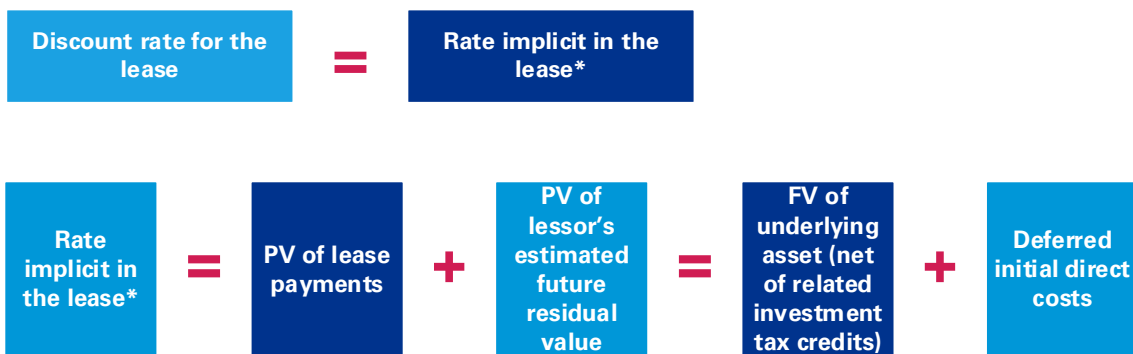 Discount rate for the
lease
=
Rate implicit in the
lease*
Rate
implicit in
the lease*
=
PV of lease
payments
+
PV of
lessor's
estimated
future
residual
value
=
FV of
underlying
asset (net
of related
investment
tax credits)
+
Deferred
initial direct
costs